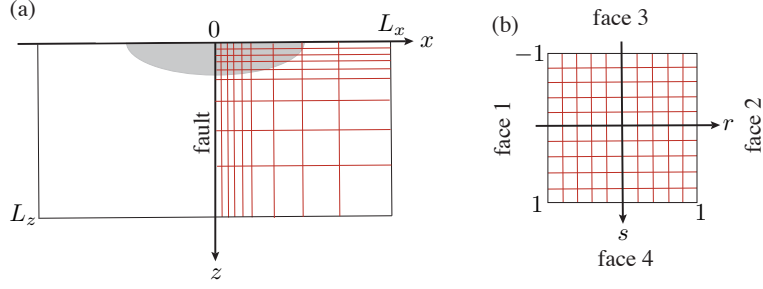 (a)
0
L_x
x
fault
L_z
z
(b)
face 3
−1
face 1
r
face 2
1
1
s
face 4